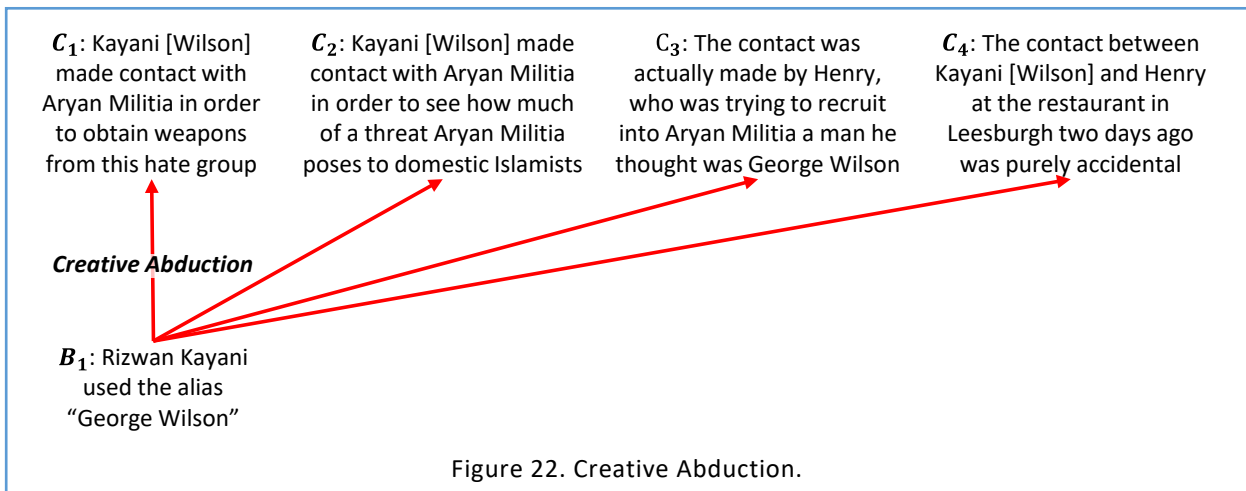 C₁: Kayani [Wilson]
made contact with
Aryan Militia in order
to obtain weapons
from this hate group
C₂: Kayani [Wilson] made
contact with Aryan Militia
in order to see how much
of a threat Aryan Militia
poses to domestic Islamists
C₃: The contact was
actually made by Henry,
who was trying to recruit
into Aryan Militia a man he
thought was George Wilson
C₄: The contact between
Kayani [Wilson] and Henry
at the restaurant in
Leesburgh two days ago
was purely accidental
Creative Abduction
B₁: Rizwan Kayani
used the alias
“George Wilson”
Figure 22. Creative Abduction.